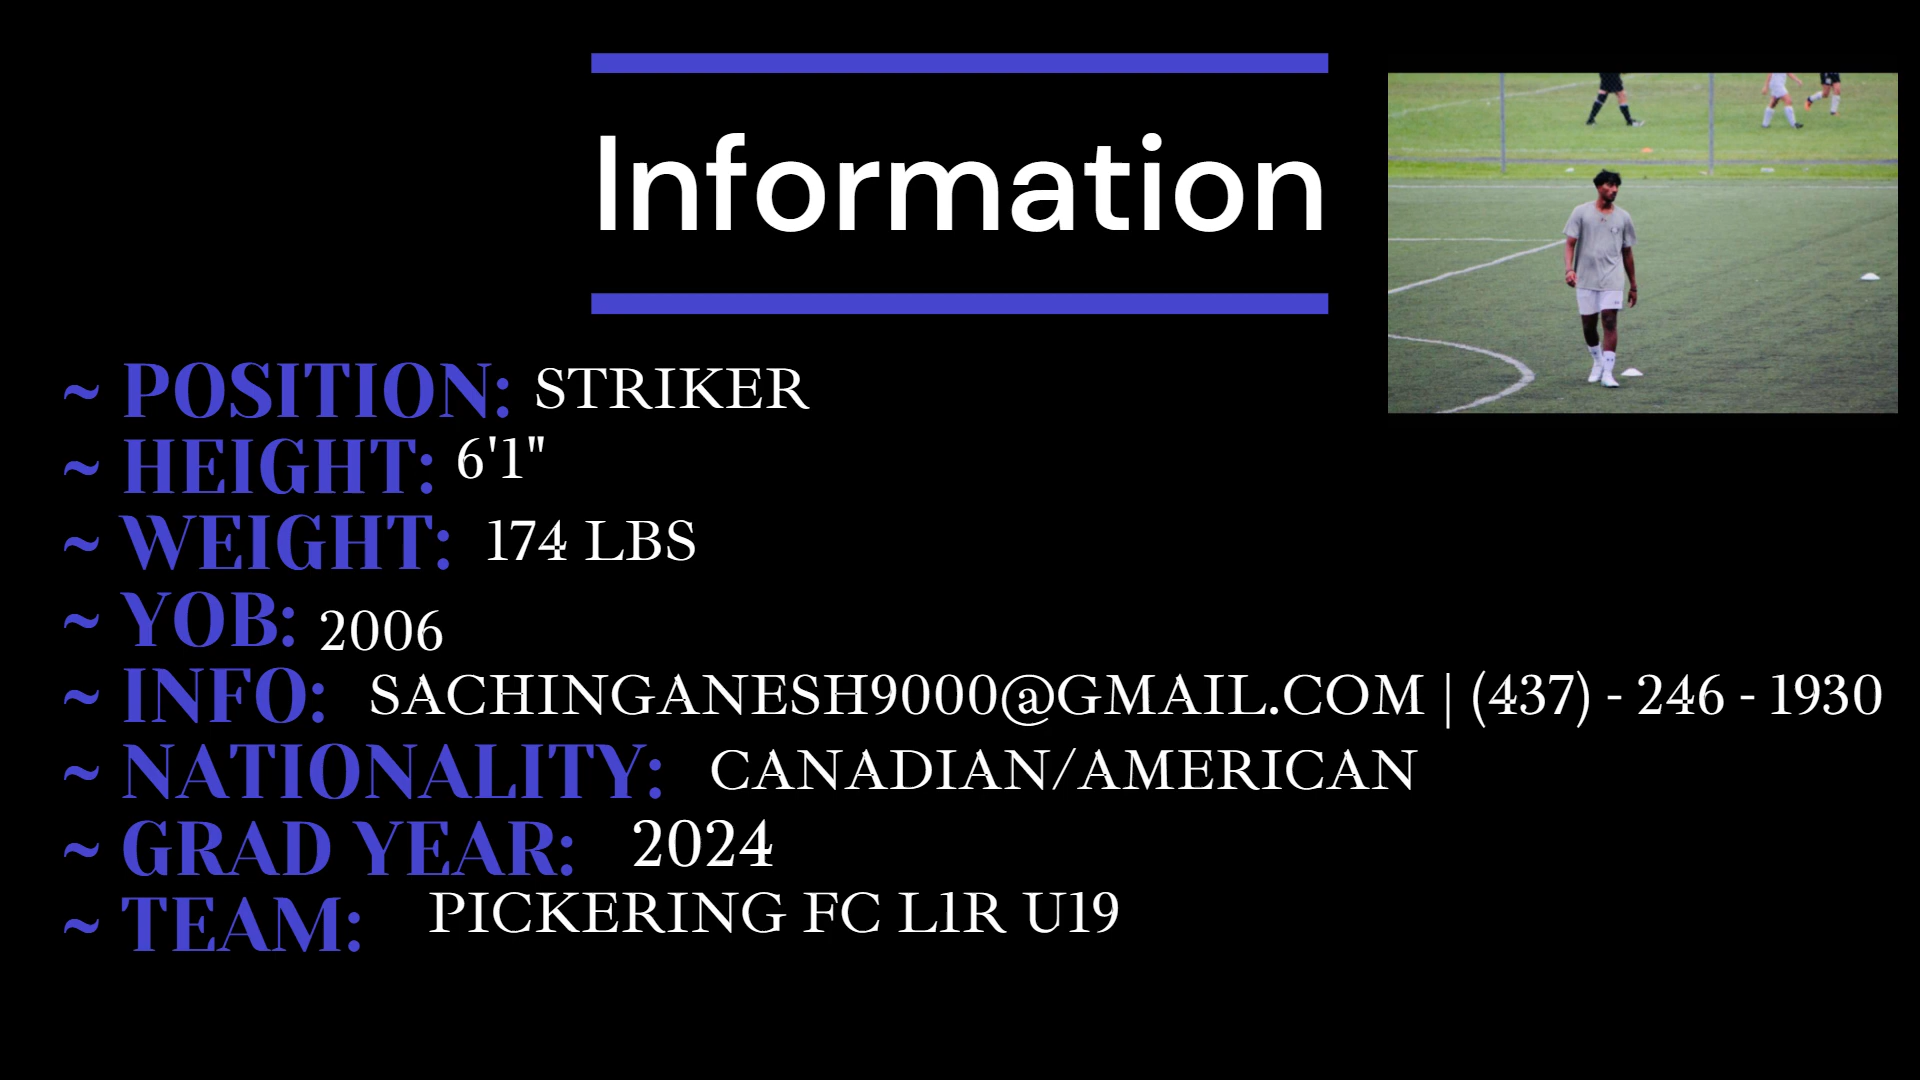 Information
~ POSITION: STRIKER
~ HEIGHT: 6'1"
~ WEIGHT: 174 LBS
~ YOB: 2006
~ INFO: SACHINGANESH9000@GMAIL.COM | (437) - 246 - 1930
~ NATIONALITY: CANADIAN/AMERICAN
~ GRAD YEAR: 2024
~ TEAM: PICKERING FC L1R U19